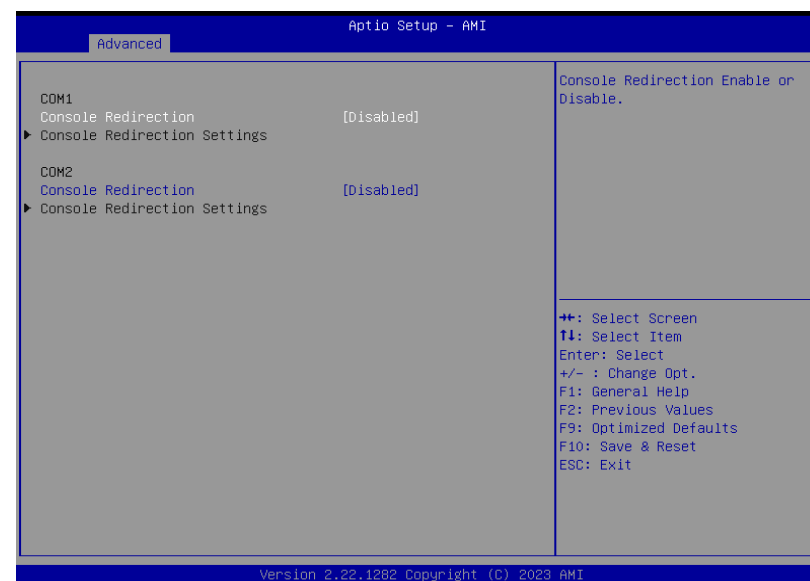 Aptio Setup – AMI
Advanced
COM1
Console Redirection [Disabled]
▶ Console Redirection Settings
COM2
Console Redirection [Disabled]
▶ Console Redirection Settings
Console Redirection Enable or
Disable.
→←: Select Screen
↑↓: Select Item
Enter: Select
+/- : Change Opt.
F1: General Help
F2: Previous Values
F9: Optimized Defaults
F10: Save & Reset
ESC: Exit
Version 2.22.1282 Copyright (C) 2023 AMI